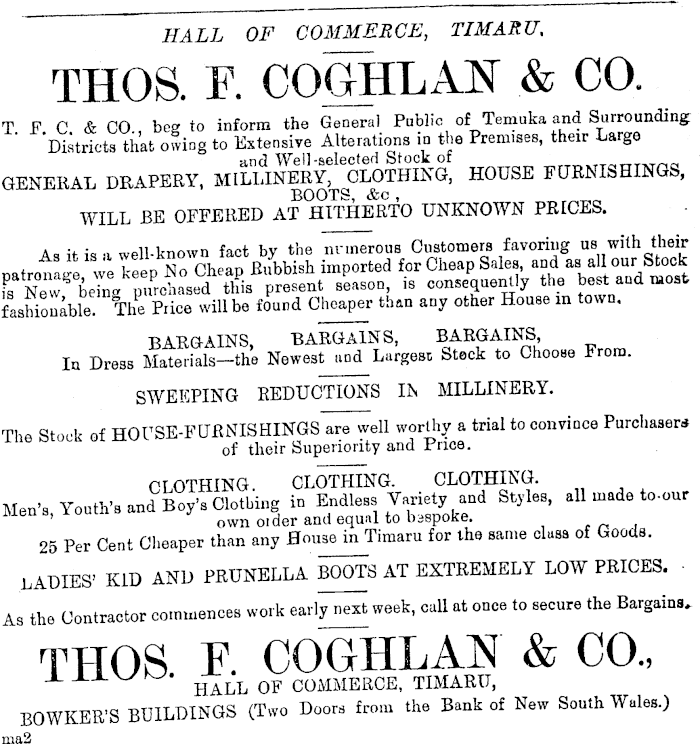 HALL OF COMMERCE, TIMARU.
THOS. F. COGHLAN & CO.
T. F. C. & CO., beg to inform the General Public of Temuka and Surrounding
Districts that owing to Extensive Alterations in the Premises, their Large
and Well-selected Stock of
GENERAL DRAPERY, MILLINERY, CLOTHING, HOUSE FURNISHINGS,
BOOTS, &c,
WILL BE OFFERED AT HITHERTO UNKNOWN PRICES.
As it is a well-known fact by the numerous Customers favoring us with their
patronage, we keep No Cheap Rubbish imported for Cheap Sales, and as all our Stock
is New, being purchased this present season, is consequently the best and most
fashionable. The Price will be found Cheaper than any other House in town.
BARGAINS, BARGAINS, BARGAINS,
In Dress Materials—the Newest and Largest Stock to Choose From.
SWEEPING REDUCTIONS IN MILLINERY.
The Stock of HOUSE-FURNISHINGS are well worthy a trial to convince Purchasers
of their Superiority and Price.
CLOTHING. CLOTHING. CLOTHING.
Men's, Youth's and Boy's Clothing in Endless Variety and Styles, all made to our
own order and equal to bespoke.
25 Per Cent Cheaper than any House in Timaru for the same class of Goods.
LADIES' KID AND PRUNELLA BOOTS AT EXTREMELY LOW PRICES.
As the Contractor commences work early next week, call at once to secure the Bargains.
THOS. F. COGHLAN & CO.,
HALL OF COMMERCE, TIMARU,
BOWKER'S BUILDINGS (Two Doors from the Bank of New South Wales.)
ma2